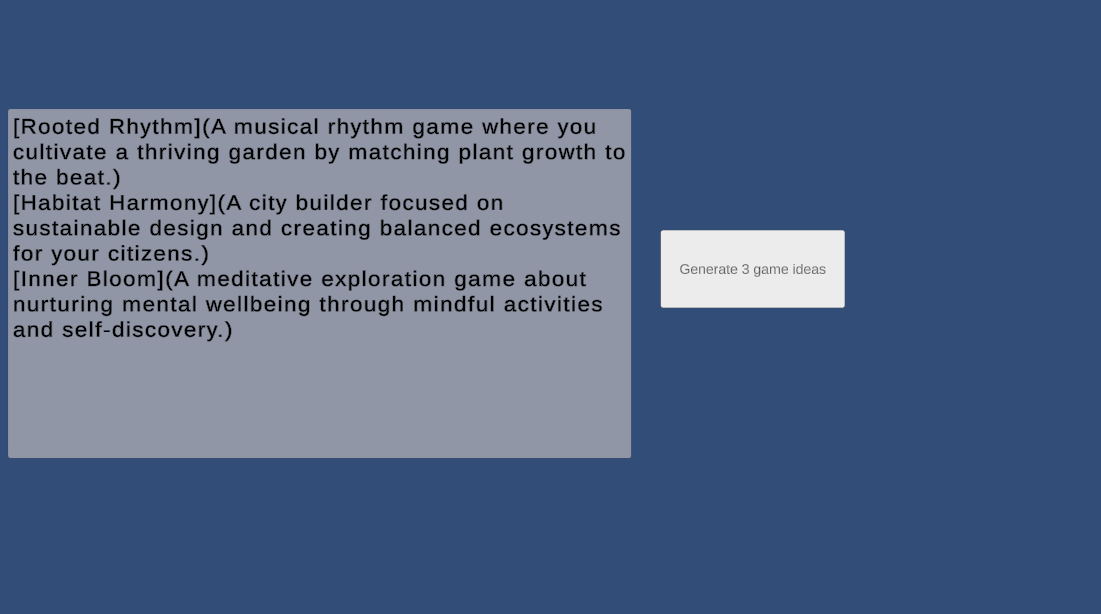 [Rooted Rhythm](A musical rhythm game where you
cultivate a thriving garden by matching plant growth to
the beat.)
[Habitat Harmony](A city builder focused on
sustainable design and creating balanced ecosystems
for your citizens.)
[Inner Bloom](A meditative exploration game about
nurturing mental wellbeing through mindful activities
and self-discovery.)
Generate 3 game ideas